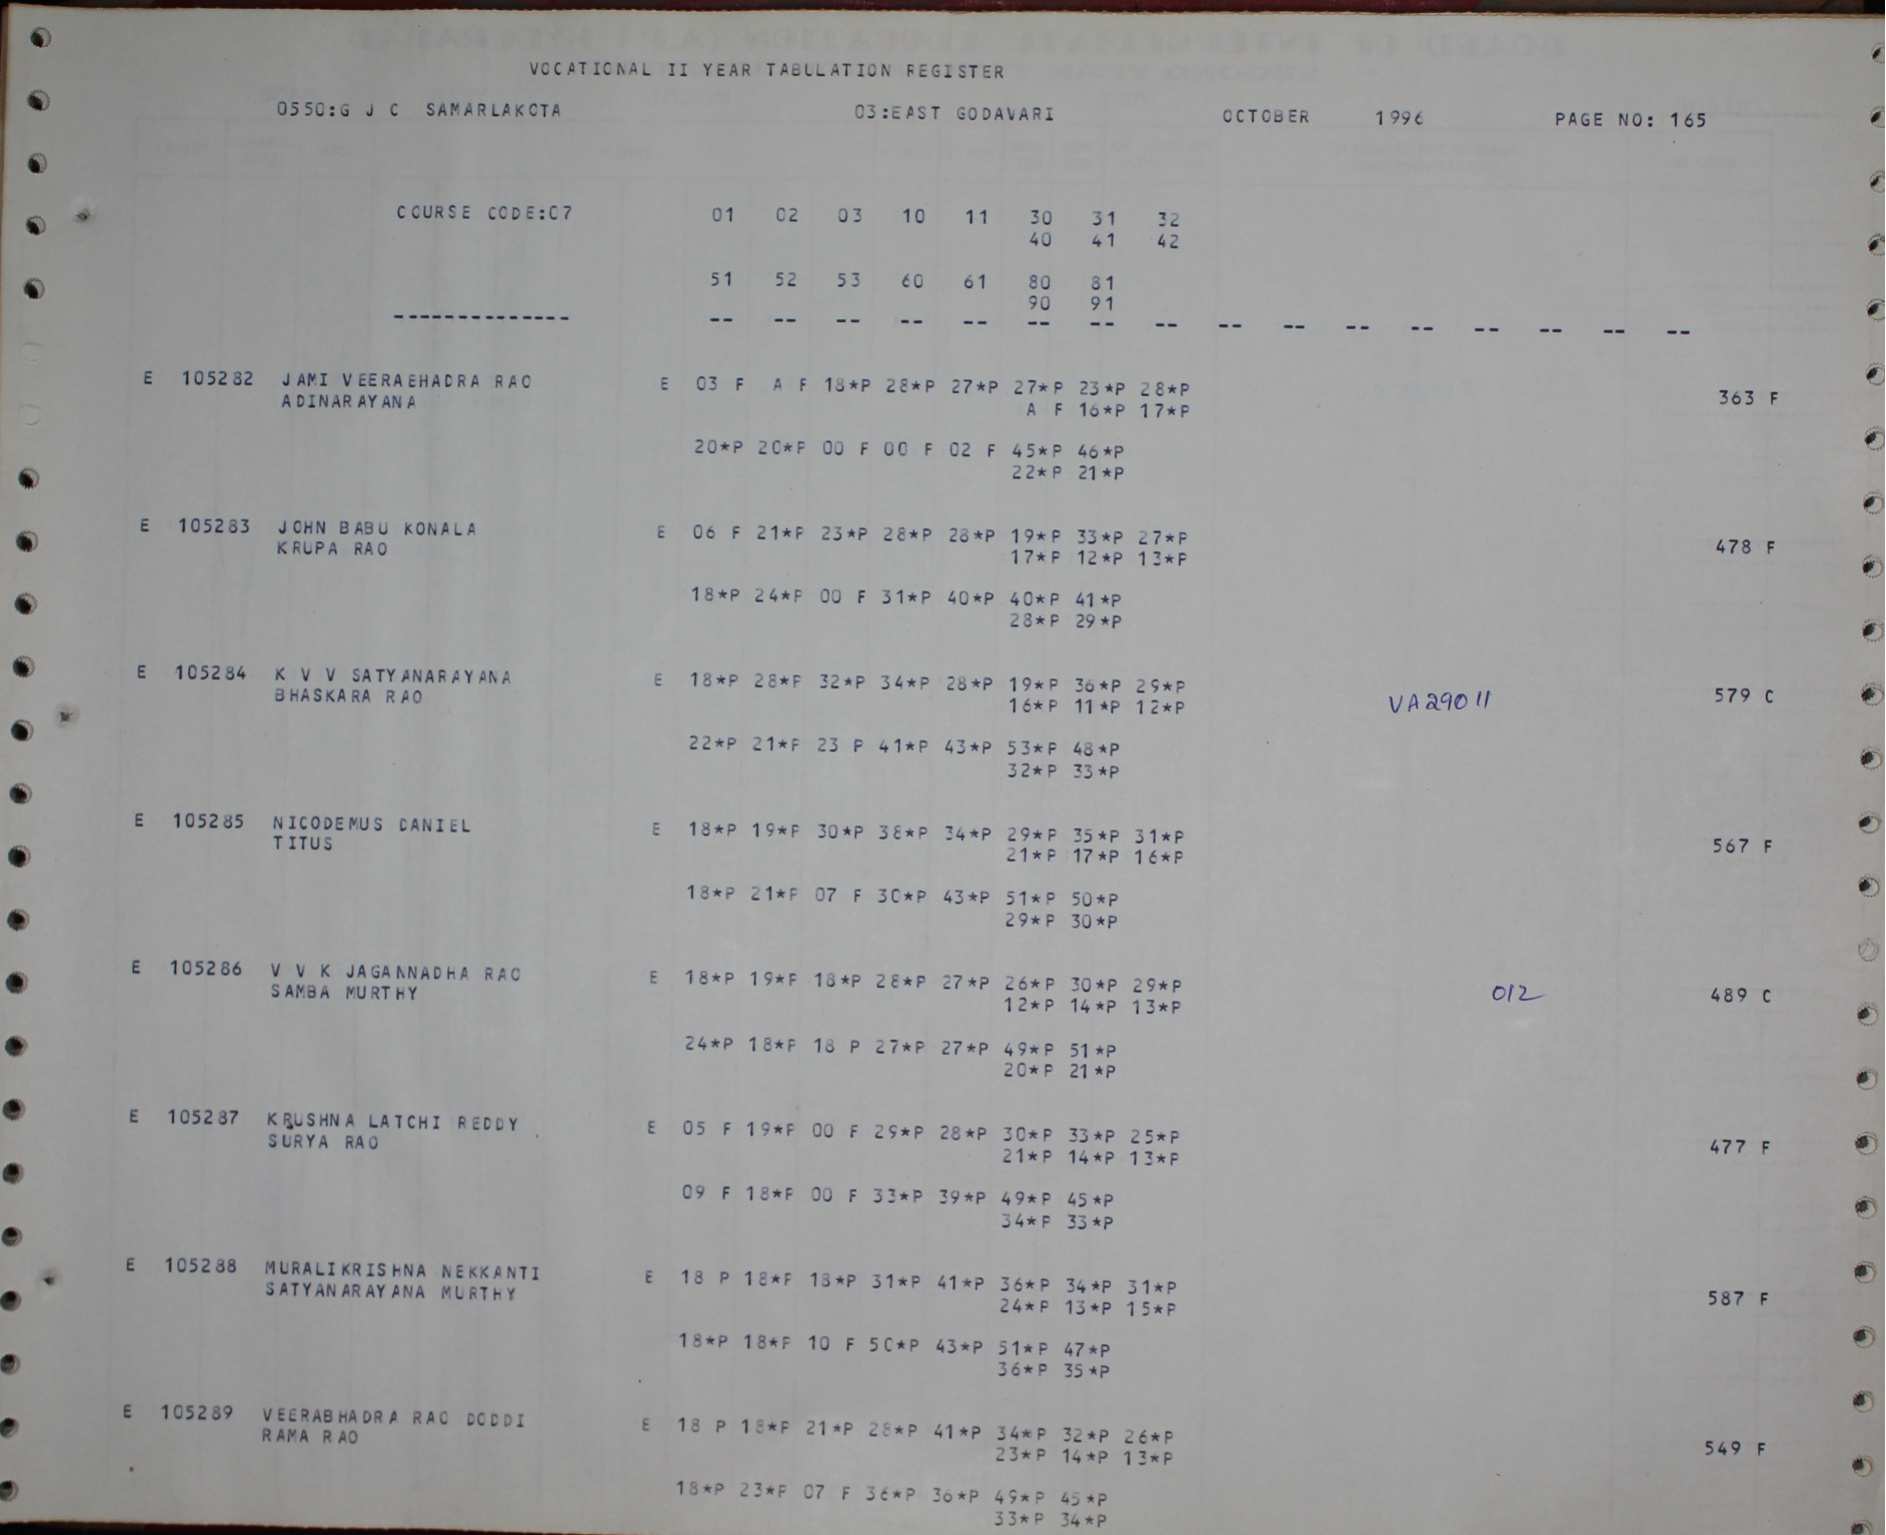 VOCATIONAL II YEAR TABULATION REGISTER
0550:G J C SAMARLAKOTA 03:EAST GODAVARI OCTOBER 1996 PAGE NO: 165
COURSE CODE:07 01 02 03 10 11 30 31 32
40 41 42
51 52 53 60 61 80 81
90 91
-------------- -- -- -- -- -- -- -- -- -- -- -- -- -- -- -- --
E 105282 JAMI VEERABHADRA RAO E 03 F A F 18*P 28*P 27*P 27*P 23*P 28*P 363 F
ADINARAYANA A F 16*P 17*P
20*P 20*P 00 F 00 F 02 F 45*P 46*P
22*P 21*P
E 105283 JOHN BABU KONALA E 06 F 21*P 23*P 28*P 28*P 19*P 33*P 27*P 478 F
KRUPA RAO 17*P 12*P 13*P
18*P 24*P 00 F 31*P 40*P 40*P 41*P
28*P 29*P
E 105284 K V V SATYANARAYANA E 18*P 28*P 32*P 34*P 28*P 19*P 36*P 29*P VA29011 579 C
BHASKARA RAO 16*P 11*P 12*P
22*P 21*P 23 P 41*P 43*P 53*P 48*P
32*P 33*P
E 105285 NICODEMUS DANIEL E 18*P 19*P 30*P 38*P 34*P 29*P 35*P 31*P 567 F
TITUS 21*P 17*P 16*P
18*P 21*P 07 F 30*P 43*P 51*P 50*P
29*P 30*P
E 105286 V V K JAGANNADHA RAO E 18*P 19*P 18*P 28*P 27*P 26*P 30*P 29*P 012 489 C
SAMBA MURTHY 12*P 14*P 13*P
24*P 18*P 18 P 27*P 27*P 49*P 51*P
20*P 21*P
E 105287 KRUSHNA LATCHI REDDY E 05 F 19*P 00 F 29*P 28*P 30*P 33*P 25*P 477 F
SURYA RAO 21*P 14*P 13*P
09 F 18*P 00 F 33*P 39*P 49*P 45*P
34*P 33*P
E 105288 MURALIKRISHNA NEKKANTI E 18 P 18*P 18*P 31*P 41*P 36*P 34*P 31*P 587 F
SATYANARAYANA MURTHY 24*P 13*P 15*P
18*P 18*P 10 F 50*P 43*P 51*P 47*P
36*P 35*P
E 105289 VEERABHADRA RAO DODDI E 18 P 18*P 21*P 28*P 41*P 34*P 32*P 26*P 549 F
RAMA RAO 23*P 14*P 13*P
18*P 23*P 07 F 36*P 36*P 49*P 45*P
33*P 34*P